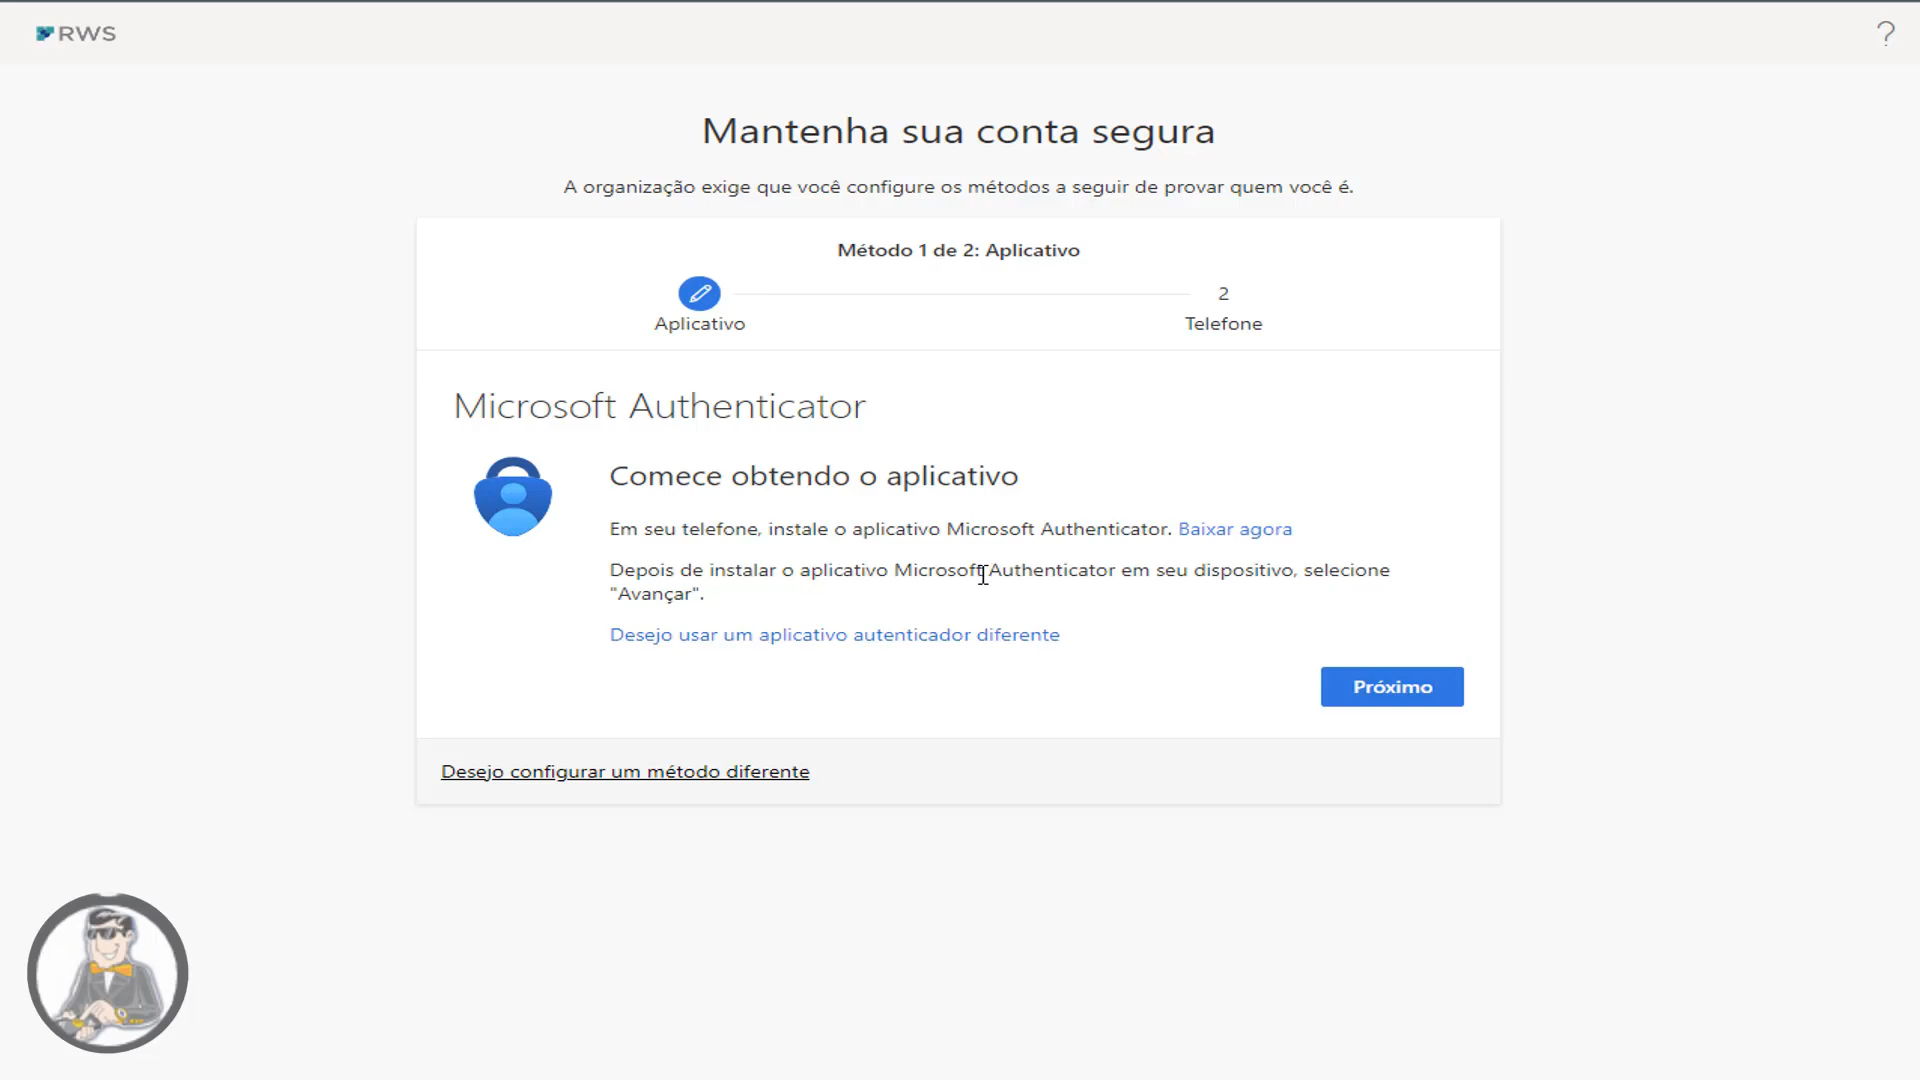 RWS
?
Mantenha sua conta segura
A organização exige que você configure os métodos a seguir de provar quem você é.
Método 1 de 2: Aplicativo
2
Aplicativo
Telefone
Microsoft Authenticator
Comece obtendo o aplicativo
Em seu telefone, instale o aplicativo Microsoft Authenticator. Baixar agora
Depois de instalar o aplicativo Microsoft Authenticator em seu dispositivo, selecione
"Avançar".
Desejo usar um aplicativo autenticador diferente
Próximo
Desejo configurar um método diferente